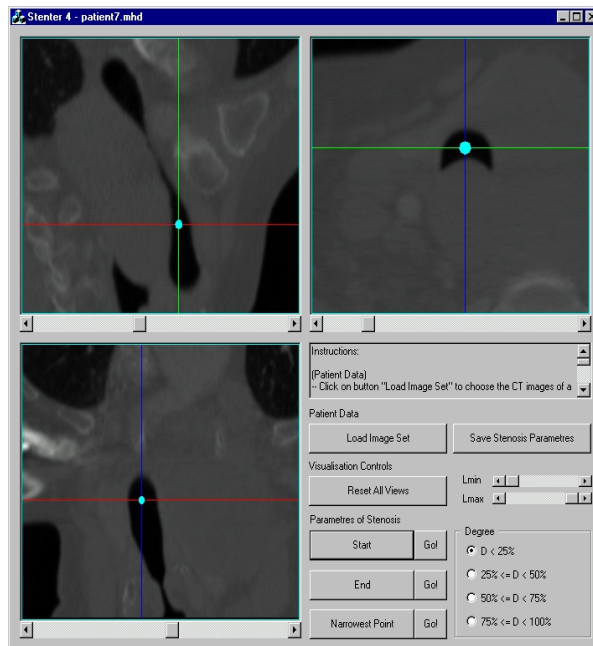 Stenter 4 - patient7.mhd
Instructions:
(Patient Data)
-- Click on button "Load Image Set" to choose the CT images of a
Patient Data
Load Image Set
Save Stenosis Parametres
Visualisation Controls
Reset All Views
Lmin
Lmax
Parametres of Stenosis
Start
Go!
End
Go!
Narrowest Point
Go!
Degree
D < 25%
25% <= D < 50%
50% <= D < 75%
75% <= D < 100%